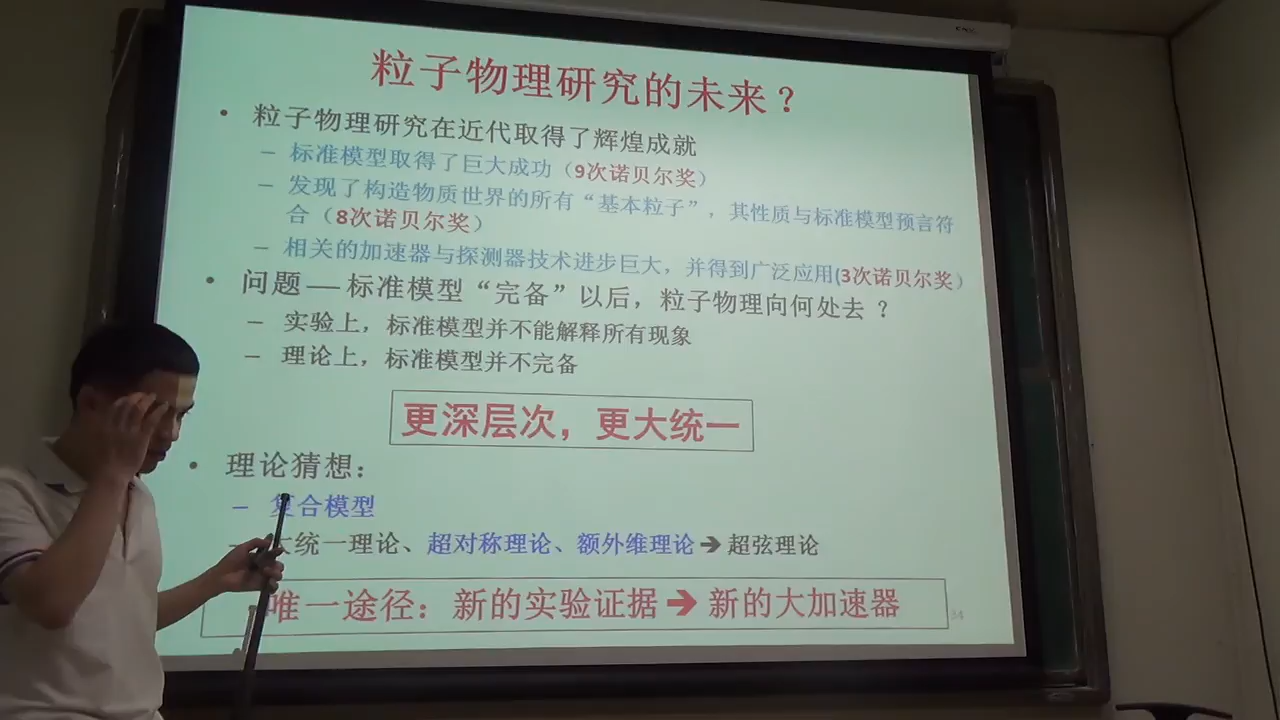 粒子物理研究的未来？
• 粒子物理研究在近代取得了辉煌成就
– 标准模型取得了巨大成功（9次诺贝尔奖）
– 发现了构造物质世界的所有“基本粒子”，其性质与标准模型预言符
合（8次诺贝尔奖）
– 相关的加速器与探测器技术进步巨大，并得到广泛应用(3次诺贝尔奖）
• 问题 — 标准模型“完备”以后，粒子物理向何处去 ？
– 实验上，标准模型并不能解释所有现象
– 理论上，标准模型并不完备
更深层次，更大统一
• 理论猜想：
– 复合模型
– 大统一理论、超对称理论、额外维理论 ➔ 超弦理论
唯一途径：新的实验证据 ➔ 新的大加速器
34